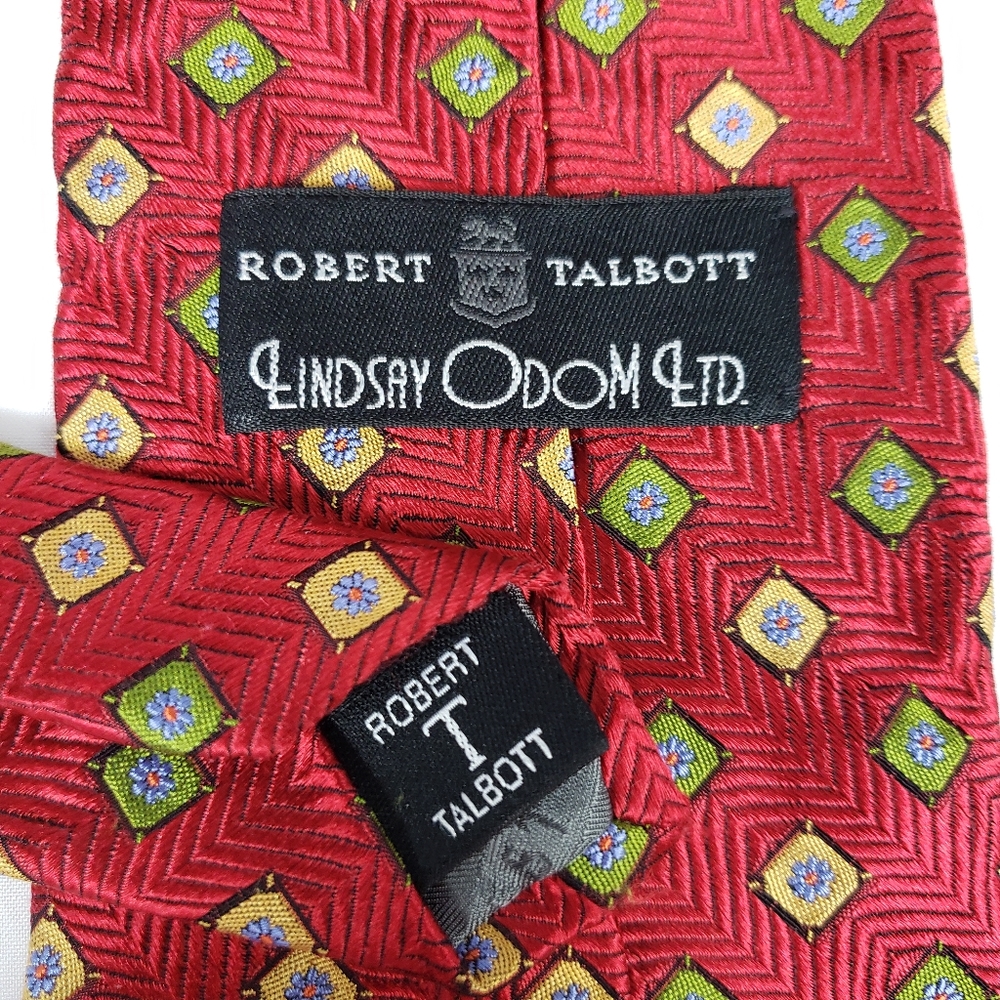 ROBERT TALBOTT
LINDSAY ODOM LTD.
ROBERT
T
TALBOTT